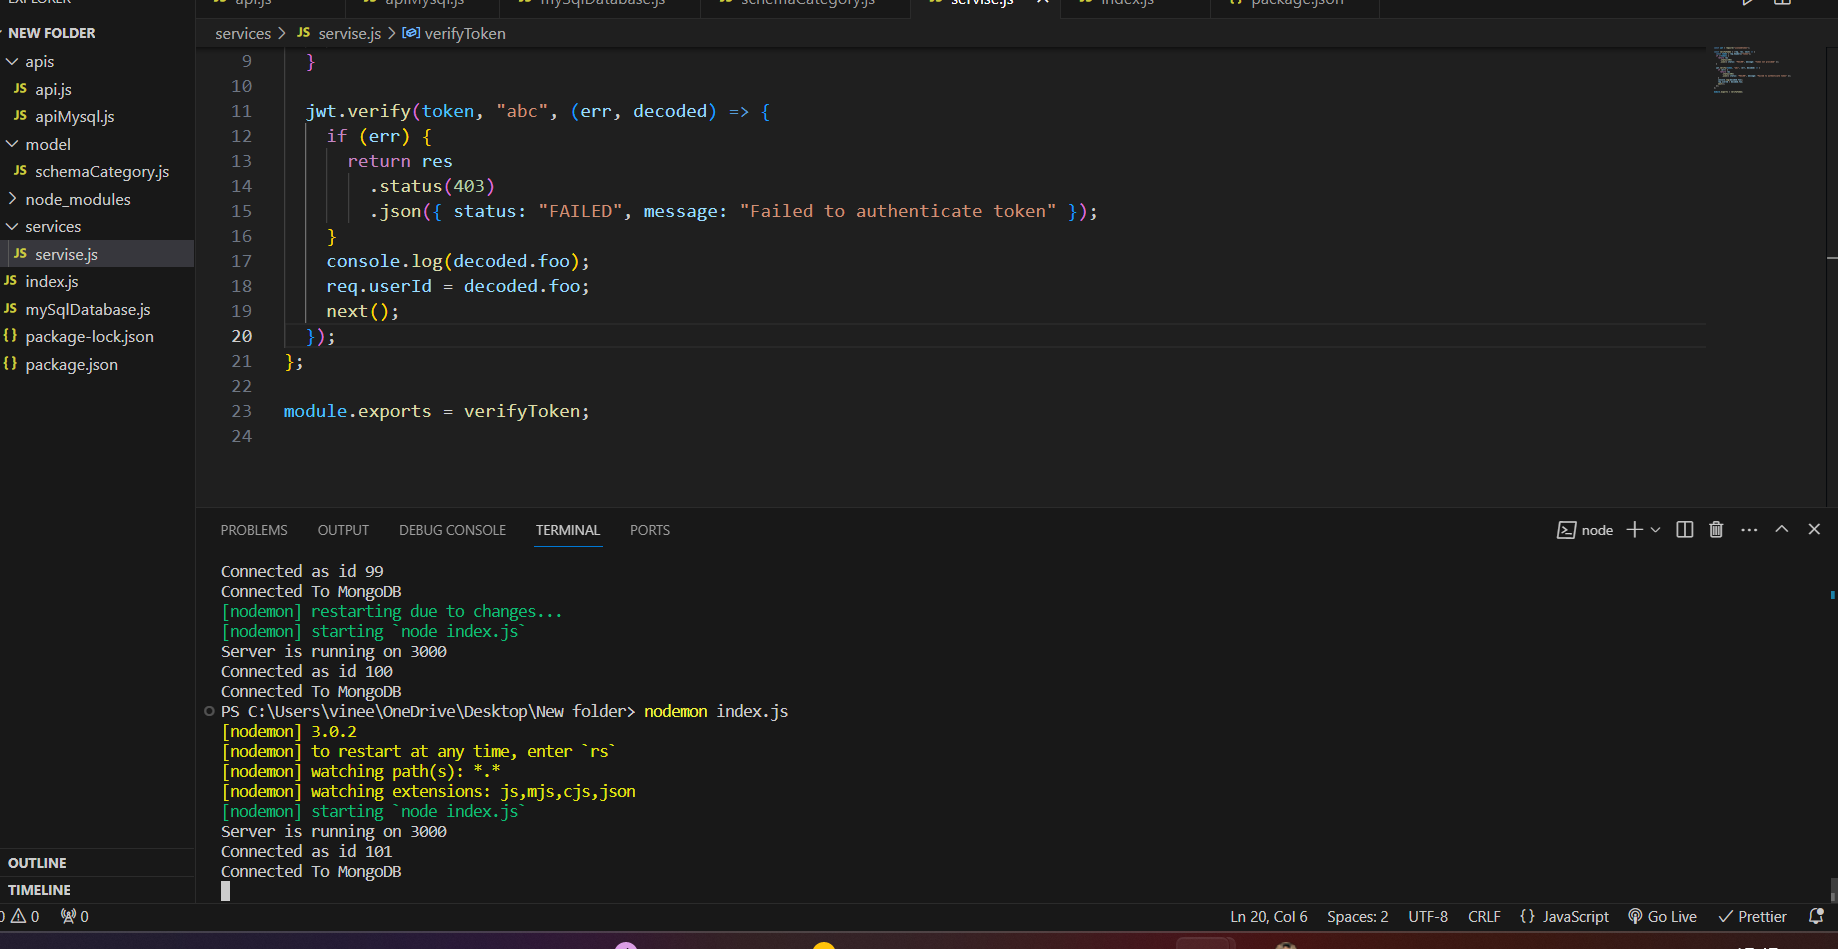 EXPLORER
api.js
apiMysql.js
mySqlDatabase.js
schemaCategory.js
servise.js
index.js
package.json
NEW FOLDER
apis
api.js
apiMysql.js
model
schemaCategory.js
node_modules
services
servise.js
index.js
mySqlDatabase.js
package-lock.json
package.json
OUTLINE
TIMELINE
services > JS servise.js > verifyToken
9 }
10
11 jwt.verify(token, "abc", (err, decoded) => {
12 if (err) {
13 return res
14 .status(403)
15 .json({ status: "FAILED", message: "Failed to authenticate token" });
16 }
17 console.log(decoded.foo);
18 req.userId = decoded.foo;
19 next();
20 });
21 };
22
23 module.exports = verifyToken;
24
PROBLEMS OUTPUT DEBUG CONSOLE TERMINAL PORTS
node
Connected as id 99
Connected To MongoDB
[nodemon] restarting due to changes...
[nodemon] starting `node index.js`
Server is running on 3000
Connected as id 100
Connected To MongoDB
PS C:\Users\vinee\OneDrive\Desktop\New folder> nodemon index.js
[nodemon] 3.0.2
[nodemon] to restart at any time, enter `rs`
[nodemon] watching path(s): *.*
[nodemon] watching extensions: js,mjs,cjs,json
[nodemon] starting `node index.js`
Server is running on 3000
Connected as id 101
Connected To MongoDB
0 0 0 Ln 20, Col 6 Spaces: 2 UTF-8 CRLF {} JavaScript Go Live Prettier